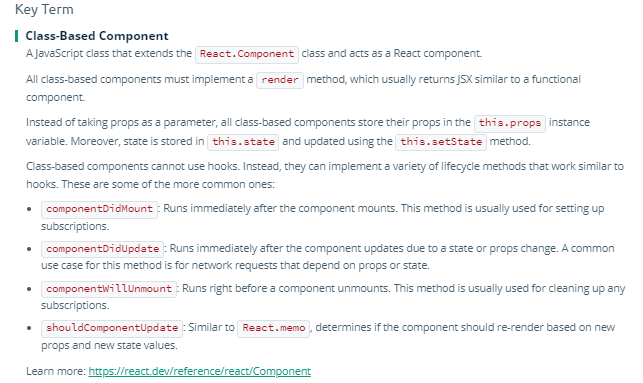 Key Term
Class-Based Component
A JavaScript class that extends the React.Component class and acts as a React component.
All class-based components must implement a render method, which usually returns JSX similar to a functional
component.
Instead of taking props as a parameter, all class-based components store their props in the this.props instance
variable. Moreover, state is stored in this.state and updated using the this.setState method.
Class-based components cannot use hooks. Instead, they can implement a variety of lifecycle methods that work similar to
hooks. These are some of the more common ones:
• componentDidMount: Runs immediately after the component mounts. This method is usually used for setting up
subscriptions.
• componentDidUpdate: Runs immediately after the component updates due to a state or props change. A common
use case for this method is for network requests that depend on props or state.
• componentWillUnmount: Runs right before a component unmounts. This method is usually used for cleaning up any
subscriptions.
• shouldComponentUpdate: Similar to React.memo, determines if the component should re-render based on new
props and new state values.
Learn more: https://react.dev/reference/react/Component